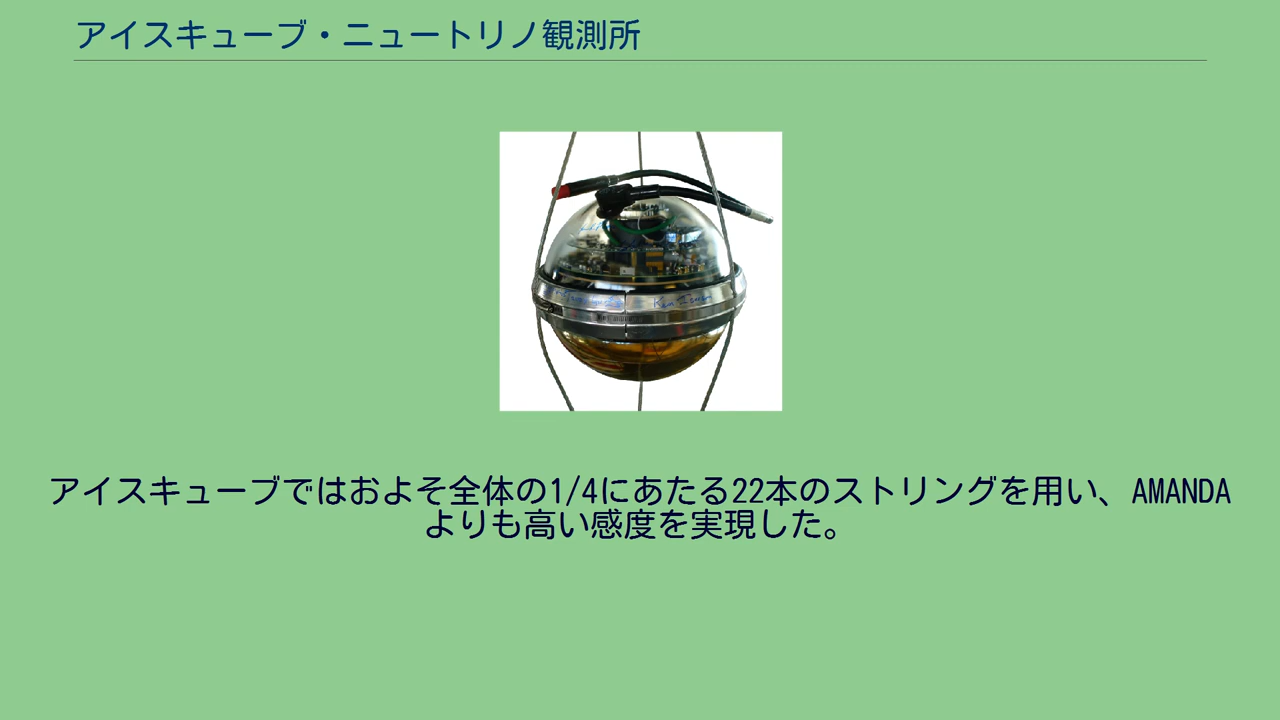 アイスキューブ・ニュートリノ観測所
アイスキューブではおよそ全体の1/4にあたる22本のストリングを用い、AMANDA
よりも高い感度を実現した。